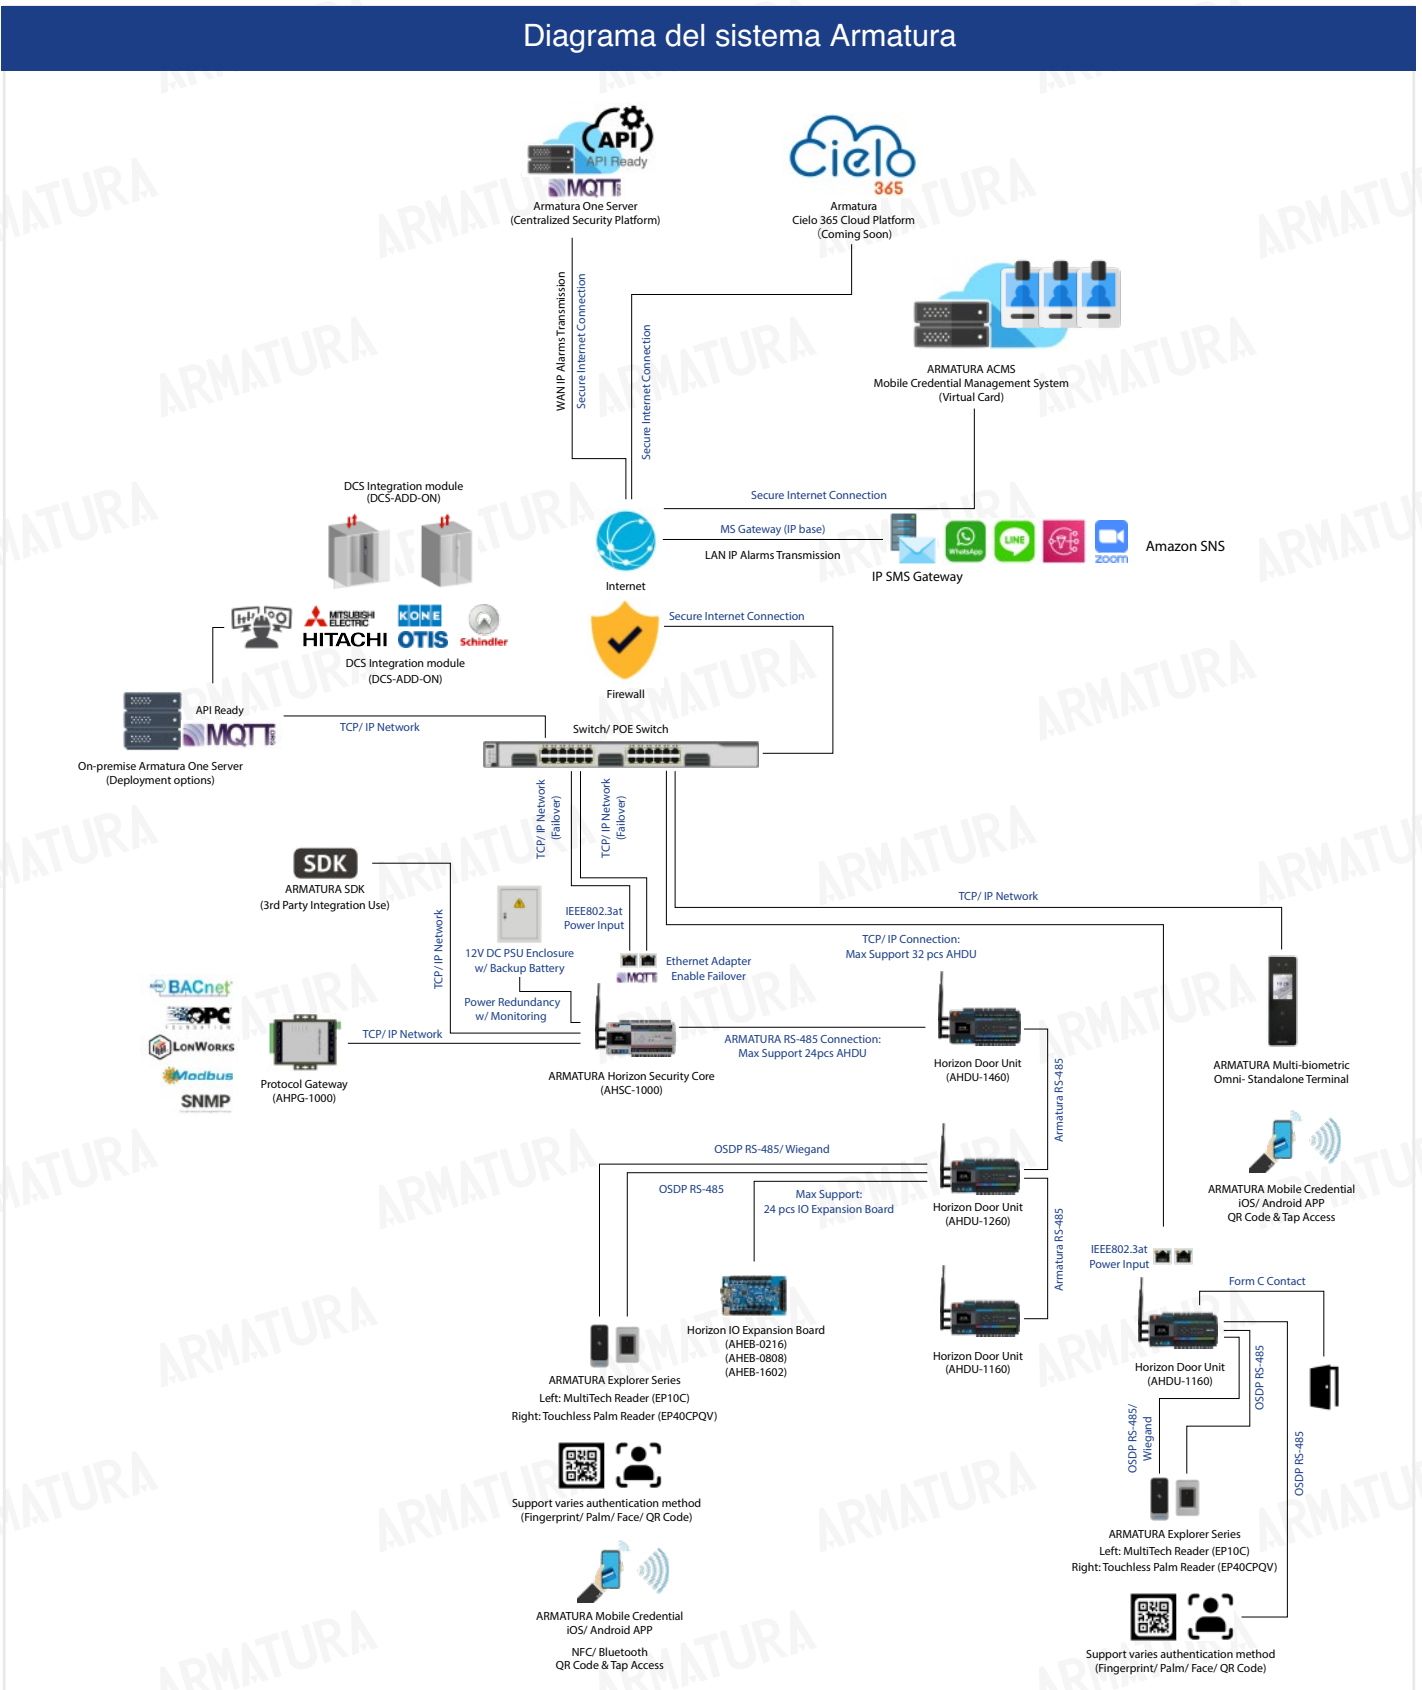 Diagrama del sistema Armatura
API
API Ready
MQTT
Armatura One Server
(Centralized Security Platform)
Cielo
365
Armatura
Cielo 365 Cloud Platform
(Coming Soon)
WAN IP Alarms Transmission
Secure Internet Connection
Secure Internet Connection
ARMATURA ACMS
Mobile Credential Management System
(Virtual Card)
Secure Internet Connection
MS Gateway (IP base)
LAN IP Alarms Transmission
IP SMS Gateway
WhatsApp
LINE
zoom
Amazon SNS
Internet
DCS Integration module
(DCS-ADD-ON)
MITSUBISHI
ELECTRIC
HITACHI
KONE
OTIS
Schindler
DCS Integration module
(DCS-ADD-ON)
Secure Internet Connection
Firewall
API Ready
MQTT
On-premise Armatura One Server
(Deployment options)
TCP/ IP Network
Switch/ POE Switch
TCP/ IP Network
(Failover)
TCP/ IP Network
(Failover)
SDK
ARMATURA SDK
(3rd Party Integration Use)
TCP/ IP Network
12V DC PSU Enclosure
w/ Backup Battery
IEEE802.3at
Power Input
MQTT
Ethernet Adapter
Enable Failover
Power Redundancy
w/ Monitoring
TCP/ IP Network
TCP/ IP Connection:
Max Support 32 pcs AHDU
BACnet
OPC
FOUNDATION
LONWORKS
Modbus
SNMP
Protocol Gateway
(AHPG-1000)
TCP/ IP Network
ARMATURA Horizon Security Core
(AHSC-1000)
ARMATURA RS-485 Connection:
Max Support 24pcs AHDU
Horizon Door Unit
(AHDU-1460)
Armatura RS-485
ARMATURA Multi-biometric
Omni- Standalone Terminal
ARMATURA Mobile Credential
iOS/ Android APP
QR Code & Tap Access
OSDP RS-485/ Wiegand
OSDP RS-485
Max Support:
24 pcs IO Expansion Board
Horizon Door Unit
(AHDU-1260)
Armatura RS-485
Horizon IO Expansion Board
(AHEB-0216)
(AHEB-0808)
(AHEB-1602)
Horizon Door Unit
(AHDU-1160)
IEEE802.3at
Power Input
Form C Contact
Horizon Door Unit
(AHDU-1160)
OSDP RS-485/
Wiegand
OSDP RS-485
OSDP RS-485
ARMATURA Explorer Series
Left: MultiTech Reader (EP10C)
Right: Touchless Palm Reader (EP40CPQV)
Support varies authentication method
(Fingerprint/ Palm/ Face/ QR Code)
ARMATURA Mobile Credential
iOS/ Android APP
NFC/ Bluetooth
QR Code & Tap Access
ARMATURA Explorer Series
Left: MultiTech Reader (EP10C)
Right: Touchless Palm Reader (EP40CPQV)
Support varies authentication method
(Fingerprint/ Palm/ Face/ QR Code)